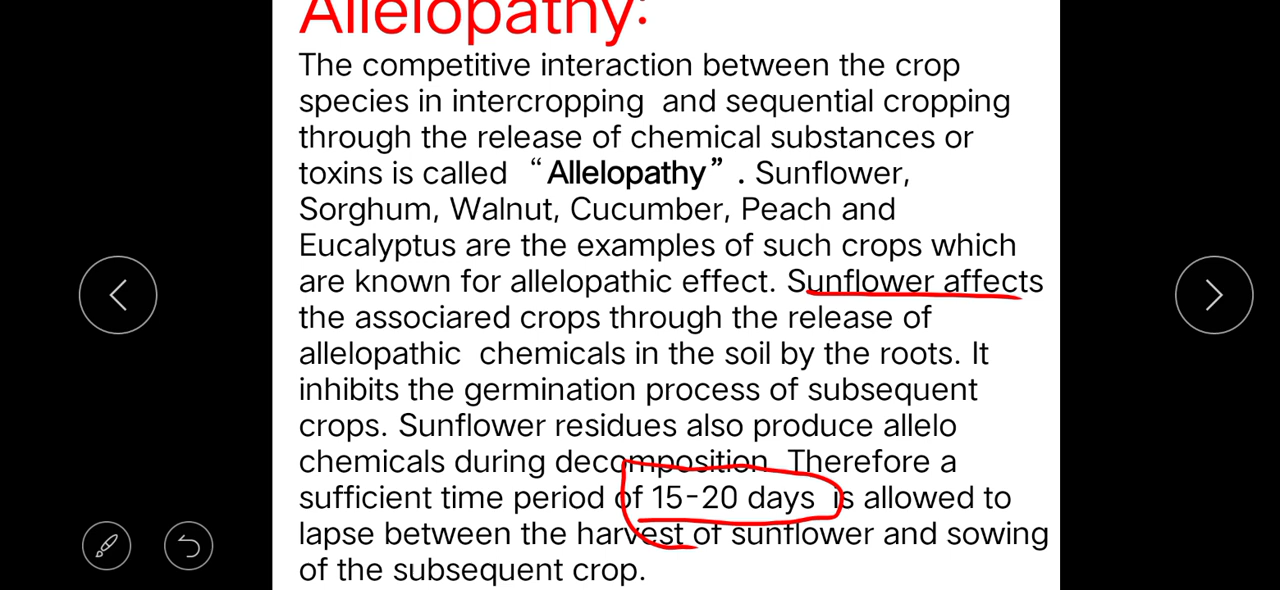 Allelopathy:
The competitive interaction between the crop
species in intercropping and sequential cropping
through the release of chemical substances or
toxins is called “Allelopathy”. Sunflower,
Sorghum, Walnut, Cucumber, Peach and
Eucalyptus are the examples of such crops which
are known for allelopathic effect. Sunflower affects
the associared crops through the release of
allelopathic chemicals in the soil by the roots. It
inhibits the germination process of subsequent
crops. Sunflower residues also produce allelo
chemicals during decomposition. Therefore a
sufficient time period of 15-20 days is allowed to
lapse between the harvest of sunflower and sowing
of the subsequent crop.